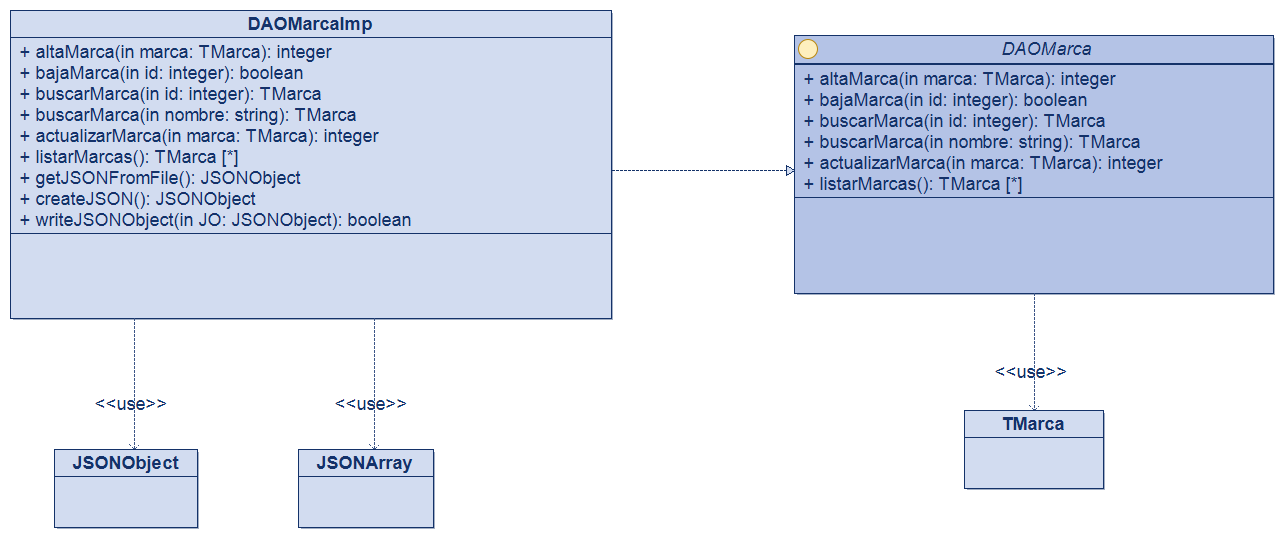 DAOMarcaImp
+ altaMarca(in marca: TMarca): integer
+ bajaMarca(in id: integer): boolean
+ buscarMarca(in id: integer): TMarca
+ buscarMarca(in nombre: string): TMarca
+ actualizarMarca(in marca: TMarca): integer
+ listarMarcas(): TMarca [*]
+ getJSONFromFile(): JSONObject
+ createJSON(): JSONObject
+ writeJSONObject(in JO: JSONObject): boolean
DAOMarca
+ altaMarca(in marca: TMarca): integer
+ bajaMarca(in id: integer): boolean
+ buscarMarca(in id: integer): TMarca
+ buscarMarca(in nombre: string): TMarca
+ actualizarMarca(in marca: TMarca): integer
+ listarMarcas(): TMarca [*]
<<use>>
<<use>>
<<use>>
JSONObject
JSONArray
TMarca